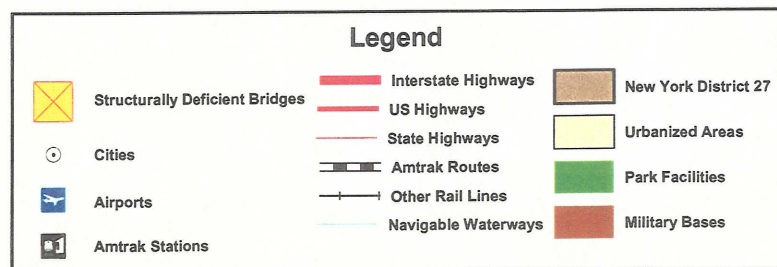 Legend
Structurally Deficient Bridges
Cities
Airports
Amtrak Stations
Interstate Highways
US Highways
State Highways
Amtrak Routes
Other Rail Lines
Navigable Waterways
New York District 27
Urbanized Areas
Park Facilities
Military Bases